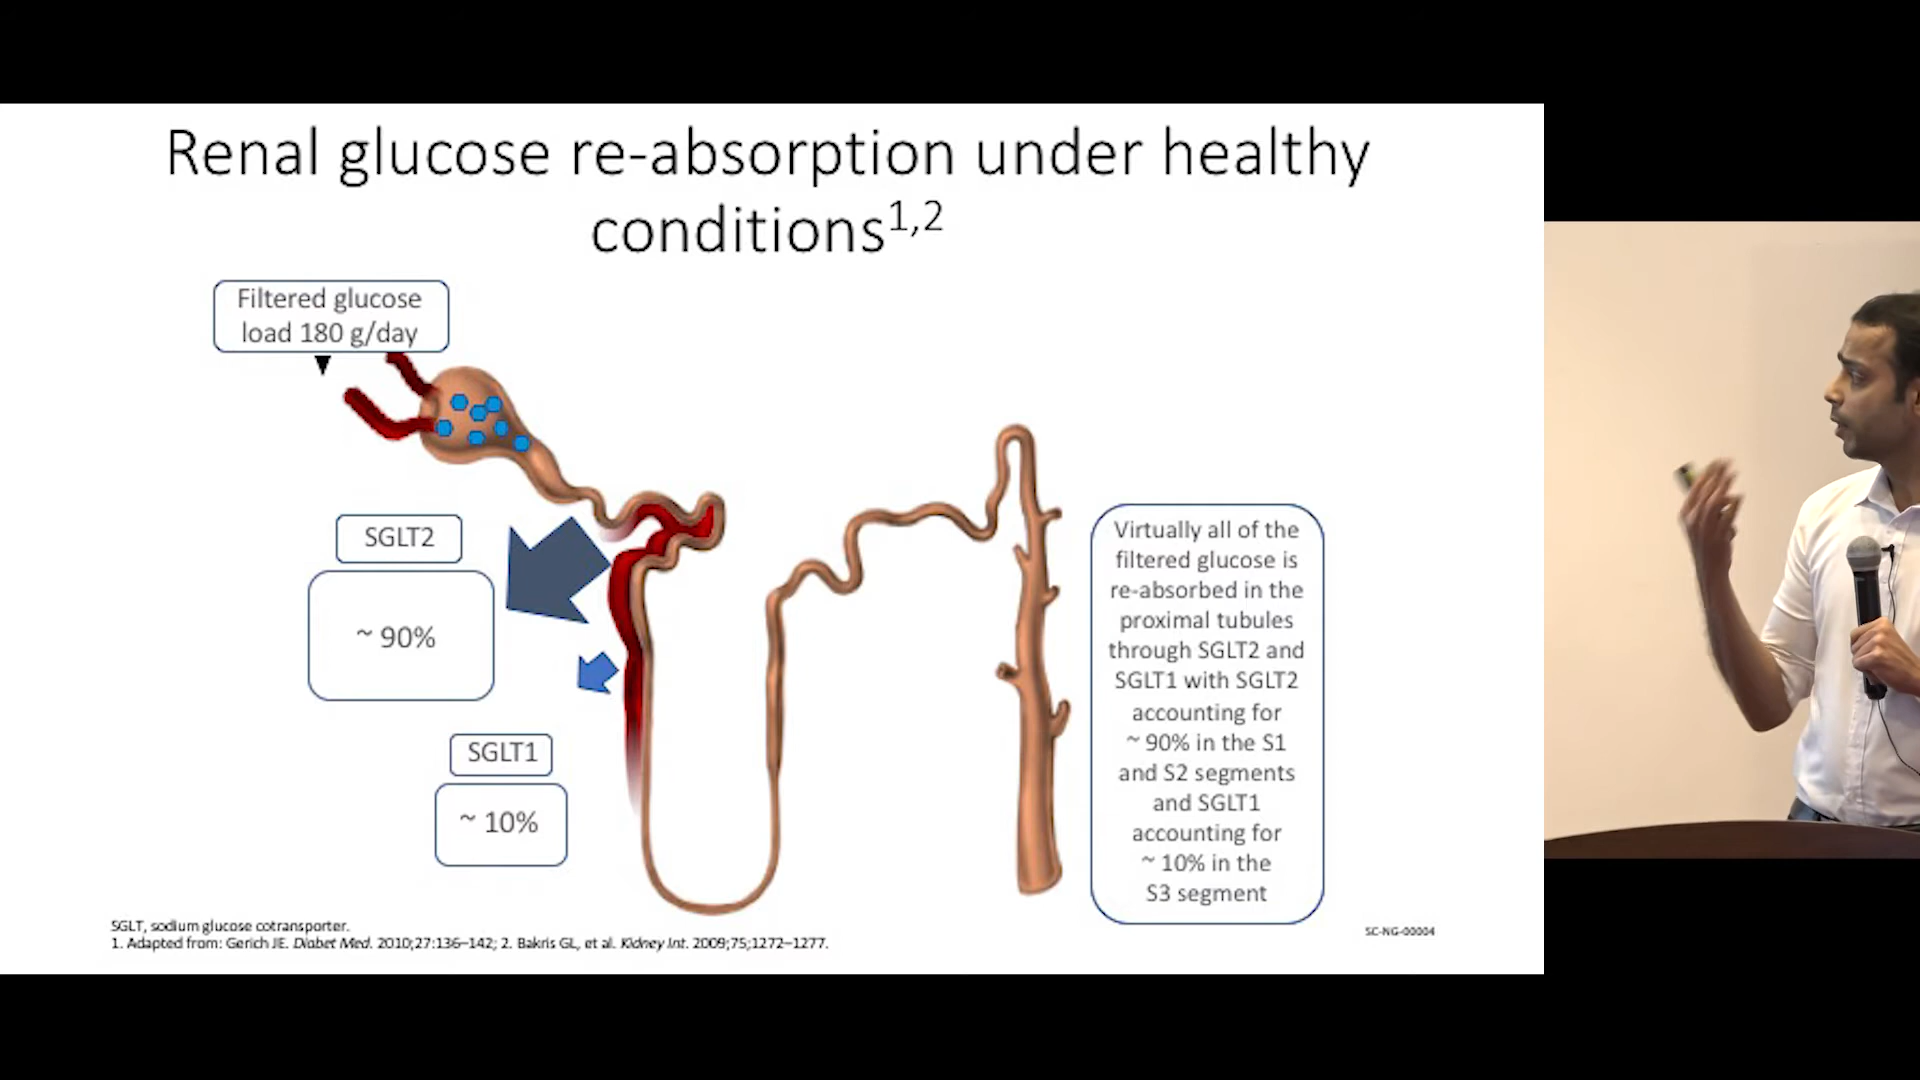 Renal glucose re-absorption under healthy
conditions1,2
Filtered glucose
load 180 g/day
SGLT2
~ 90%
SGLT1
~ 10%
Virtually all of the
filtered glucose is
re-absorbed in the
proximal tubules
through SGLT2 and
SGLT1 with SGLT2
accounting for
~ 90% in the S1
and S2 segments
and SGLT1
accounting for
~ 10% in the
S3 segment
SGLT, sodium glucose cotransporter.
1. Adapted from: Gerich JE. Diabet Med. 2010;27:136–142; 2. Bakris GL, et al. Kidney Int. 2009;75;1272–1277.
SC-NG-00004